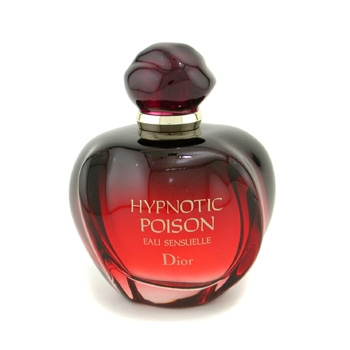 HYPNOTIC
POISON
EAU SENSUELLE
Dior